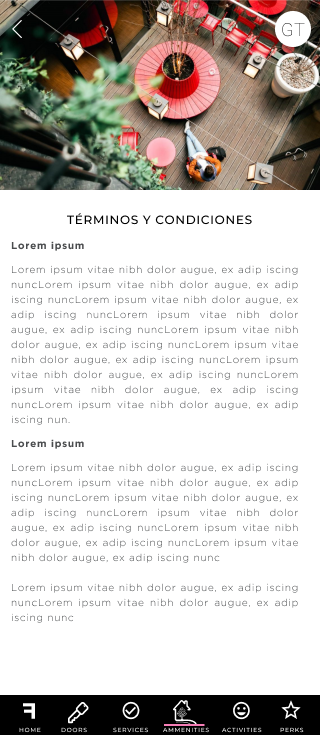 GT
TÉRMINOS Y CONDICIONES
Lorem ipsum
Lorem ipsum vitae nibh dolor augue, ex adip iscing
nuncLorem ipsum vitae nibh dolor augue, ex adip
iscing nuncLorem ipsum vitae nibh dolor augue, ex
adip iscing nuncLorem ipsum vitae nibh dolor
augue, ex adip iscing nuncLorem ipsum vitae nibh
dolor augue, ex adip iscing nuncLorem ipsum vitae
nibh dolor augue, ex adip iscing nuncLorem ipsum
vitae nibh dolor augue, ex adip iscing nuncLorem
ipsum vitae nibh dolor augue, ex adip iscing
nuncLorem ipsum vitae nibh dolor augue, ex adip
iscing nun.
Lorem ipsum
Lorem ipsum vitae nibh dolor augue, ex adip iscing
nuncLorem ipsum vitae nibh dolor augue, ex adip
iscing nuncLorem ipsum vitae nibh dolor augue, ex
adip iscing nuncLorem ipsum vitae nibh dolor
augue, ex adip iscing nuncLorem ipsum vitae nibh
dolor augue, ex adip iscing nuncLorem ipsum vitae
nibh dolor augue, ex adip iscing nunc
Lorem ipsum vitae nibh dolor augue, ex adip iscing
nuncLorem ipsum vitae nibh dolor augue, ex adip
iscing nunc
HOME DOORS SERVICES AMMENITIES ACTIVITIES PERKS